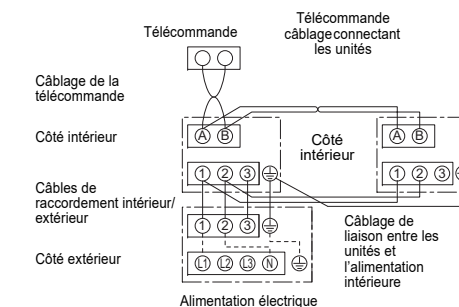 Télécommande
Télécommande
câblage connectant
les unités
Câblage de la
télécommande
Côté intérieur
A B
A B
Côté
intérieur
1 2 3
1 2 3
Câbles de
raccordement intérieur/
extérieur
1 2 3
Câblage de
liaison entre les
unités et
l'alimentation
intérieure
Côté extérieur
L1 L2 L3 N
Alimentation électrique